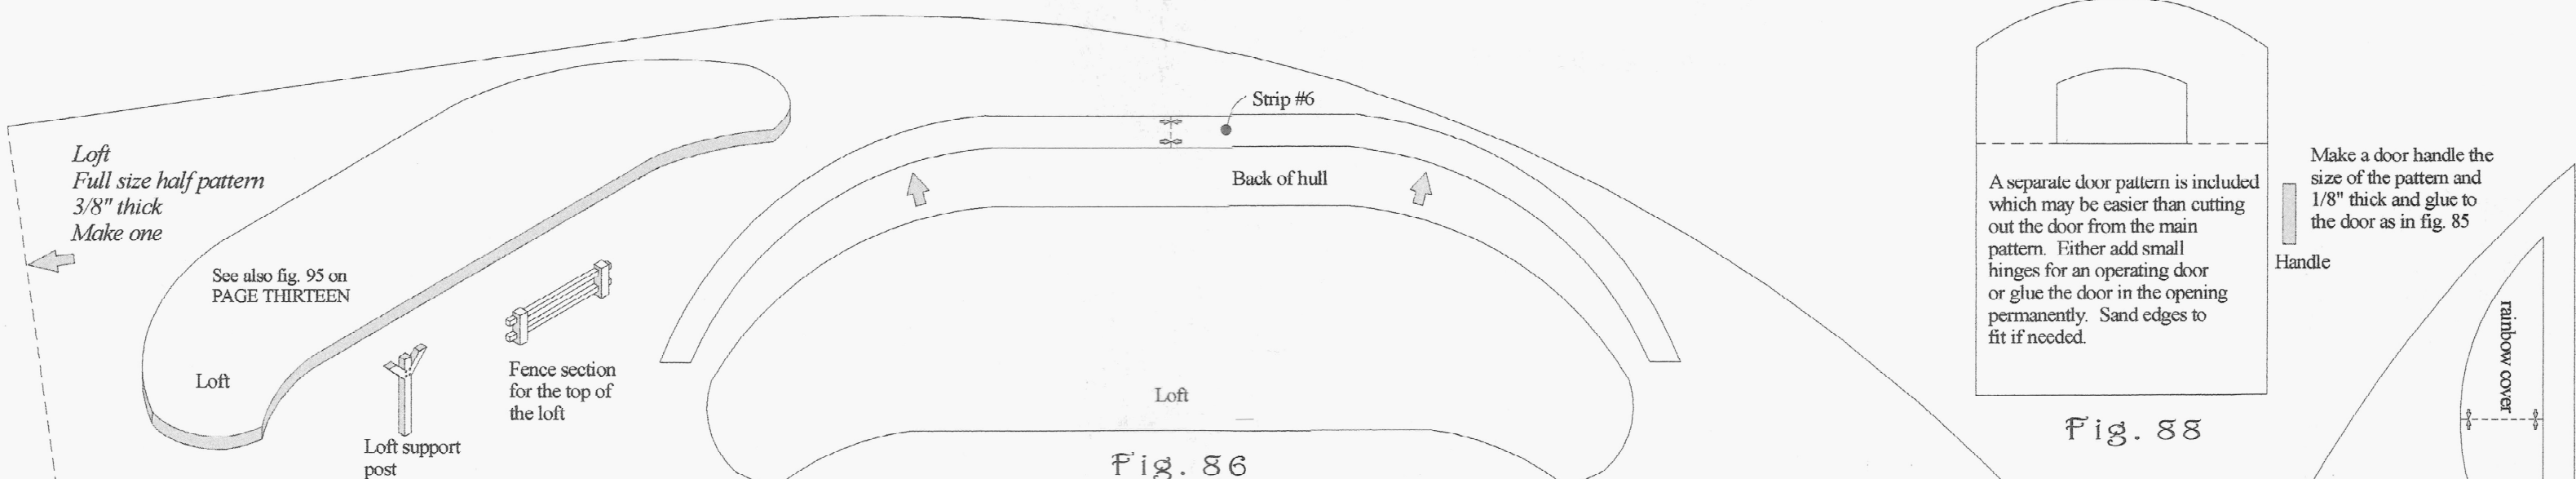 Loft
Full size half pattern
3/8" thick
Make one
See also fig. 95 on
PAGE THIRTEEN
Loft
Loft support
post
Fence section
for the top of
the loft
Strip #6
Back of hull
Loft
Fig. 86
A separate door pattern is included
which may be easier than cutting
out the door from the main
pattern. Either add small
hinges for an operating door
or glue the door in the opening
permanently. Sand edges to
fit if needed.
Fig. 88
Make a door handle the
size of the pattern and
1/8" thick and glue to
the door as in fig. 85
Handle
rainbow cover